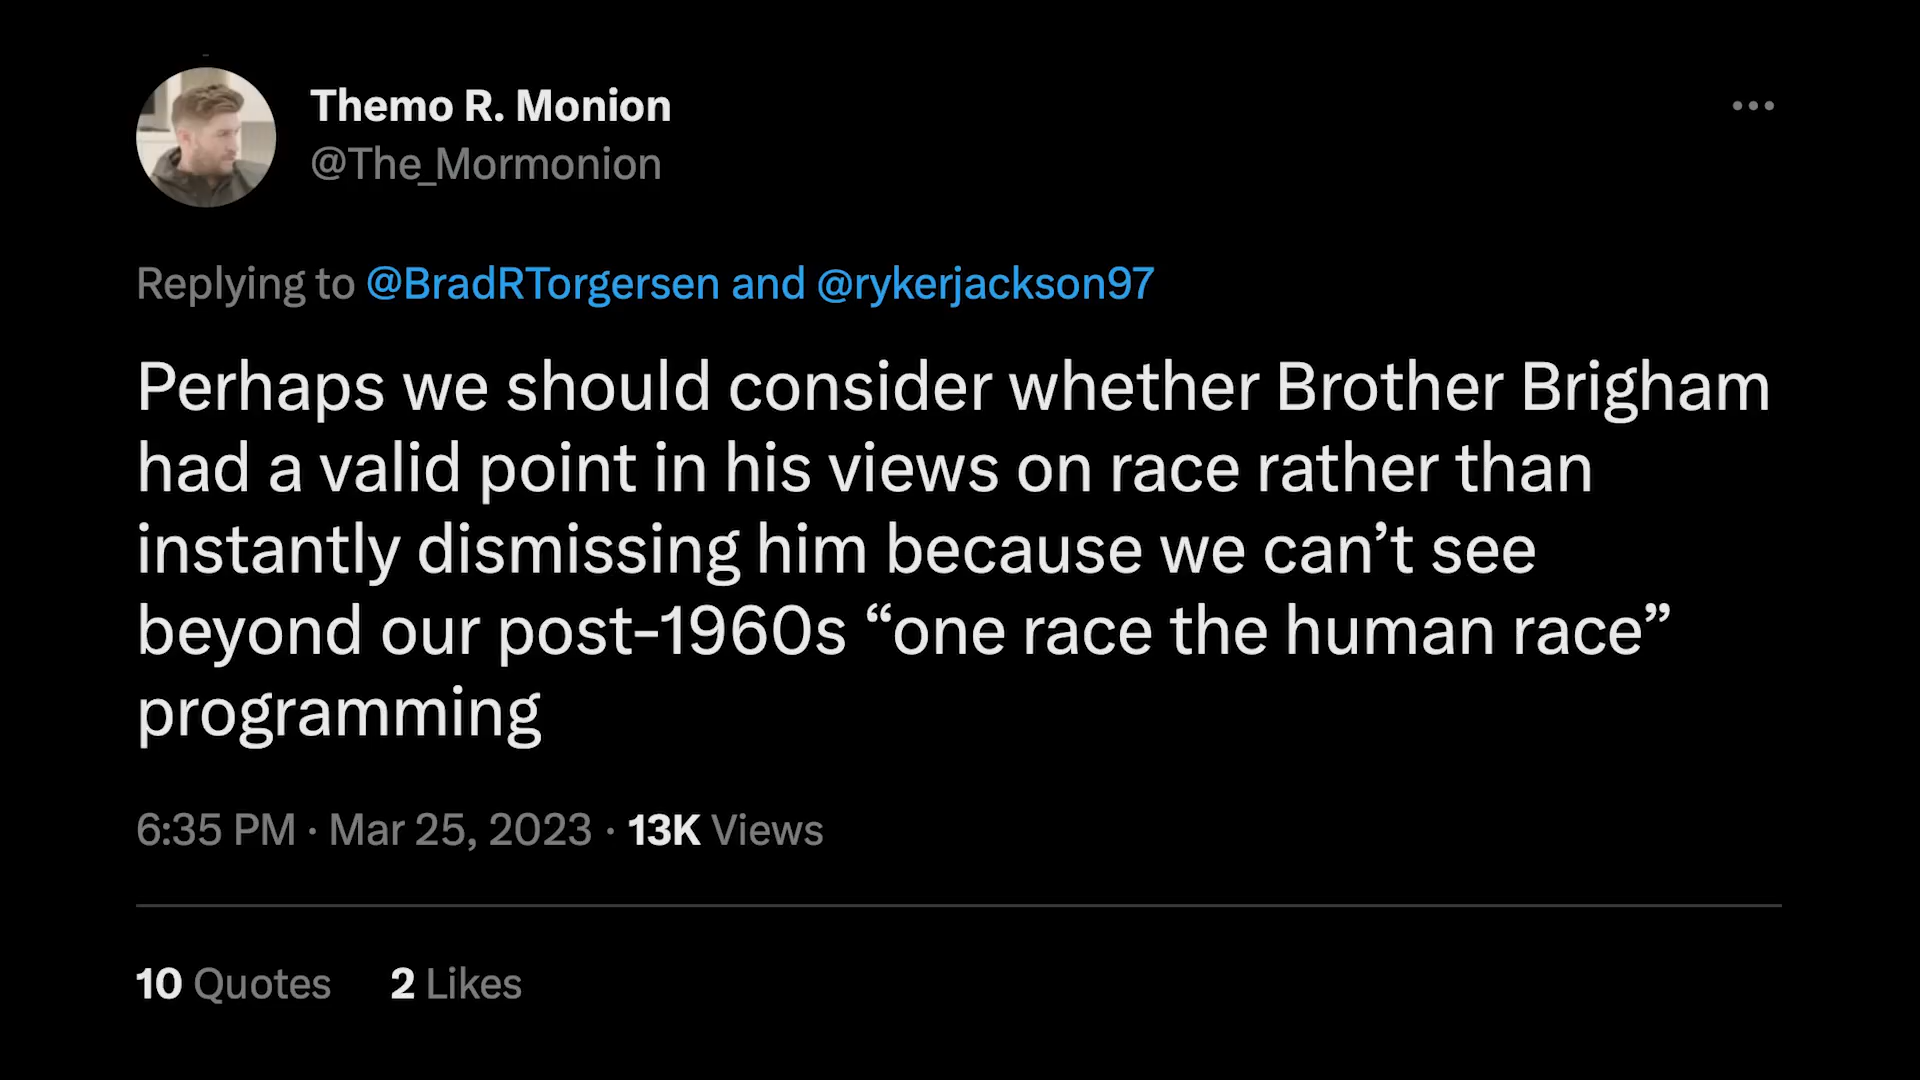 Themo R. Monion
@The_Mormonion
Replying to @BradRTorgersen and @rykerjackson97
Perhaps we should consider whether Brother Brigham
had a valid point in his views on race rather than
instantly dismissing him because we can’t see
beyond our post-1960s “one race the human race”
programming
6:35 PM · Mar 25, 2023 · 13K Views
10 Quotes 2 Likes